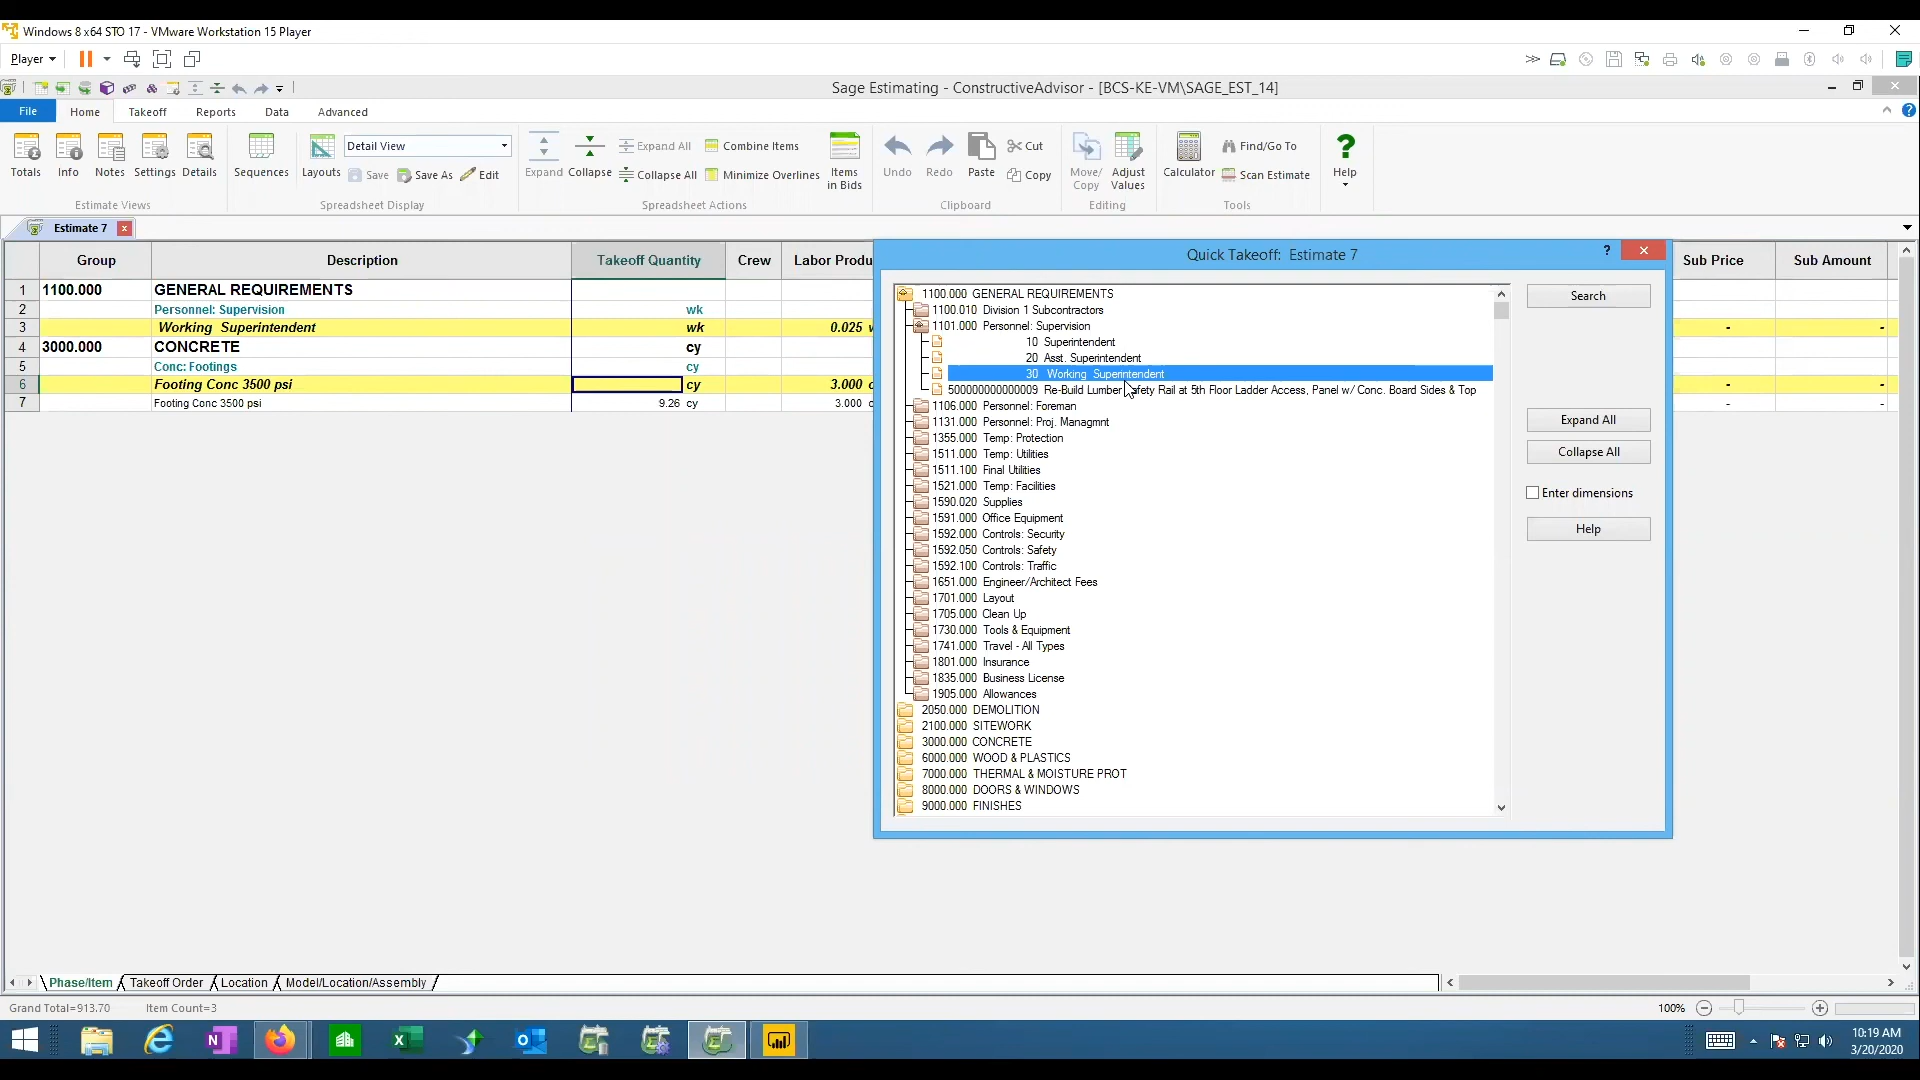 Windows 8 x64 STO 17 - VMware Workstation 15 Player
Player
Sage Estimating - ConstructiveAdvisor - [BCS-KE-VM\SAGE_EST_14]
File Home Takeoff Reports Data Advanced
Totals Info Notes Settings Details
Estimate Views
Sequences
Layouts Detail View
Save Save As Edit
Spreadsheet Display
Expand Collapse Expand All Combine Items
Collapse All Minimize Overlines
Items in Bids
Spreadsheet Actions
Undo Redo Paste Cut
Copy
Clipboard
Move/ Copy Adjust Values
Editing
Calculator Find/Go To
Scan Estimate
Tools
Help
Estimate 7
Group Description Takeoff Quantity Crew Labor Produ Sub Price Sub Amount
1 1100.000 GENERAL REQUIREMENTS
2 Personnel: Supervision wk
3 Working Superintendent wk 0.025 w - -
4 3000.000 CONCRETE cy
5 Conc: Footings cy
6 Footing Conc 3500 psi cy 3.000 c - -
7 Footing Conc 3500 psi 9.26 cy 3.000 c - -
Quick Takeoff: Estimate 7 ?
1100.000 GENERAL REQUIREMENTS
1100.010 Division 1 Subcontractors
1101.000 Personnel: Supervision
10 Superintendent
20 Asst. Superintendent
30 Working Superintendent
500000000000009 Re-Build Lumber Safety Rail at 5th Floor Ladder Access, Panel w/ Conc. Board Sides & Top
1106.000 Personnel: Foreman
1131.000 Personnel: Proj. Managmnt
1355.000 Temp: Protection
1511.000 Temp: Utilities
1511.100 Final Utilities
1521.000 Temp: Facilities
1590.020 Supplies
1591.000 Office Equipment
1592.000 Controls: Security
1592.050 Controls: Safety
1592.100 Controls: Traffic
1651.000 Engineer/Architect Fees
1701.000 Layout
1705.000 Clean Up
1730.000 Tools & Equipment
1741.000 Travel - All Types
1801.000 Insurance
1835.000 Business License
1905.000 Allowances
2050.000 DEMOLITION
2100.000 SITEWORK
3000.000 CONCRETE
6000.000 WOOD & PLASTICS
7000.000 THERMAL & MOISTURE PROT
8000.000 DOORS & WINDOWS
9000.000 FINISHES
Search
Expand All
Collapse All
Enter dimensions
Help
Phase/Item Takeoff Order Location Model/Location/Assembly
Grand Total=913.70 Item Count=3 100%
10:19 AM
3/20/2020